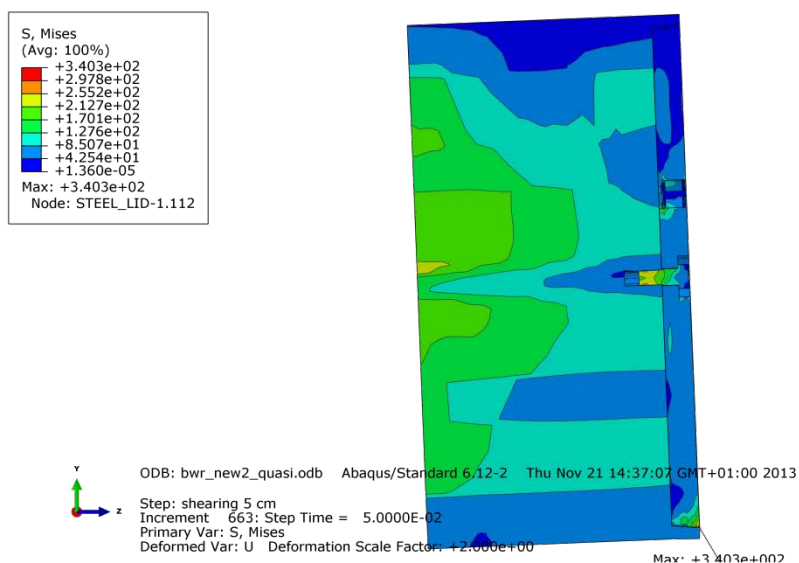 S, Mises
(Avg: 100%)
+3.403e+02
+2.978e+02
+2.552e+02
+2.127e+02
+1.701e+02
+1.276e+02
+8.507e+01
+4.254e+01
+1.360e-05
Max: +3.403e+02
Node: STEEL_LID-1.112
Y
Z
ODB: bwr_new2_quasi.odb Abaqus/Standard 6.12-2 Thu Nov 21 14:37:07 GMT+01:00 2013
Step: shearing 5 cm
Increment 663: Step Time = 5.0000E-02
Primary Var: S, Mises
Deformed Var: U Deformation Scale Factor: +2.000e+00
Max: +3.403e+002